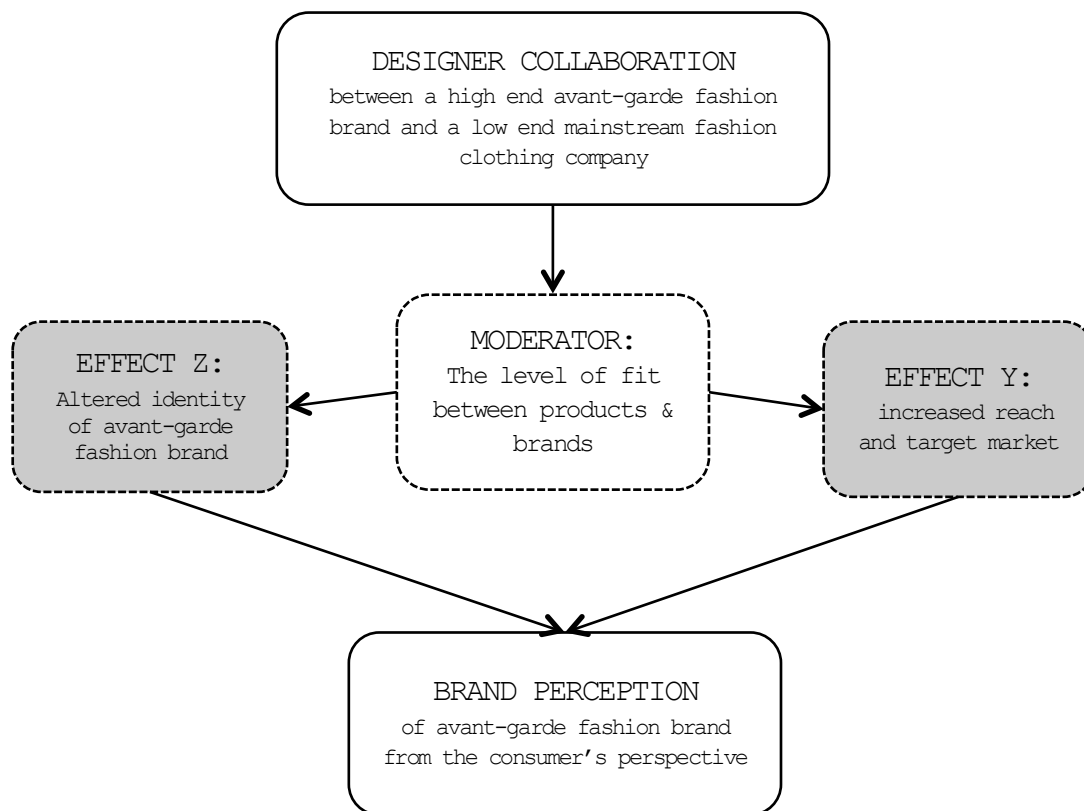 DESIGNER COLLABORATION
between a high end avant-garde fashion
brand and a low end mainstream fashion
clothing company
MODERATOR:
The level of fit
between products &
brands
EFFECT Z:
Altered identity
of avant-garde
fashion brand
EFFECT Y:
increased reach
and target market
BRAND PERCEPTION
of avant-garde fashion brand
from the consumer’s perspective